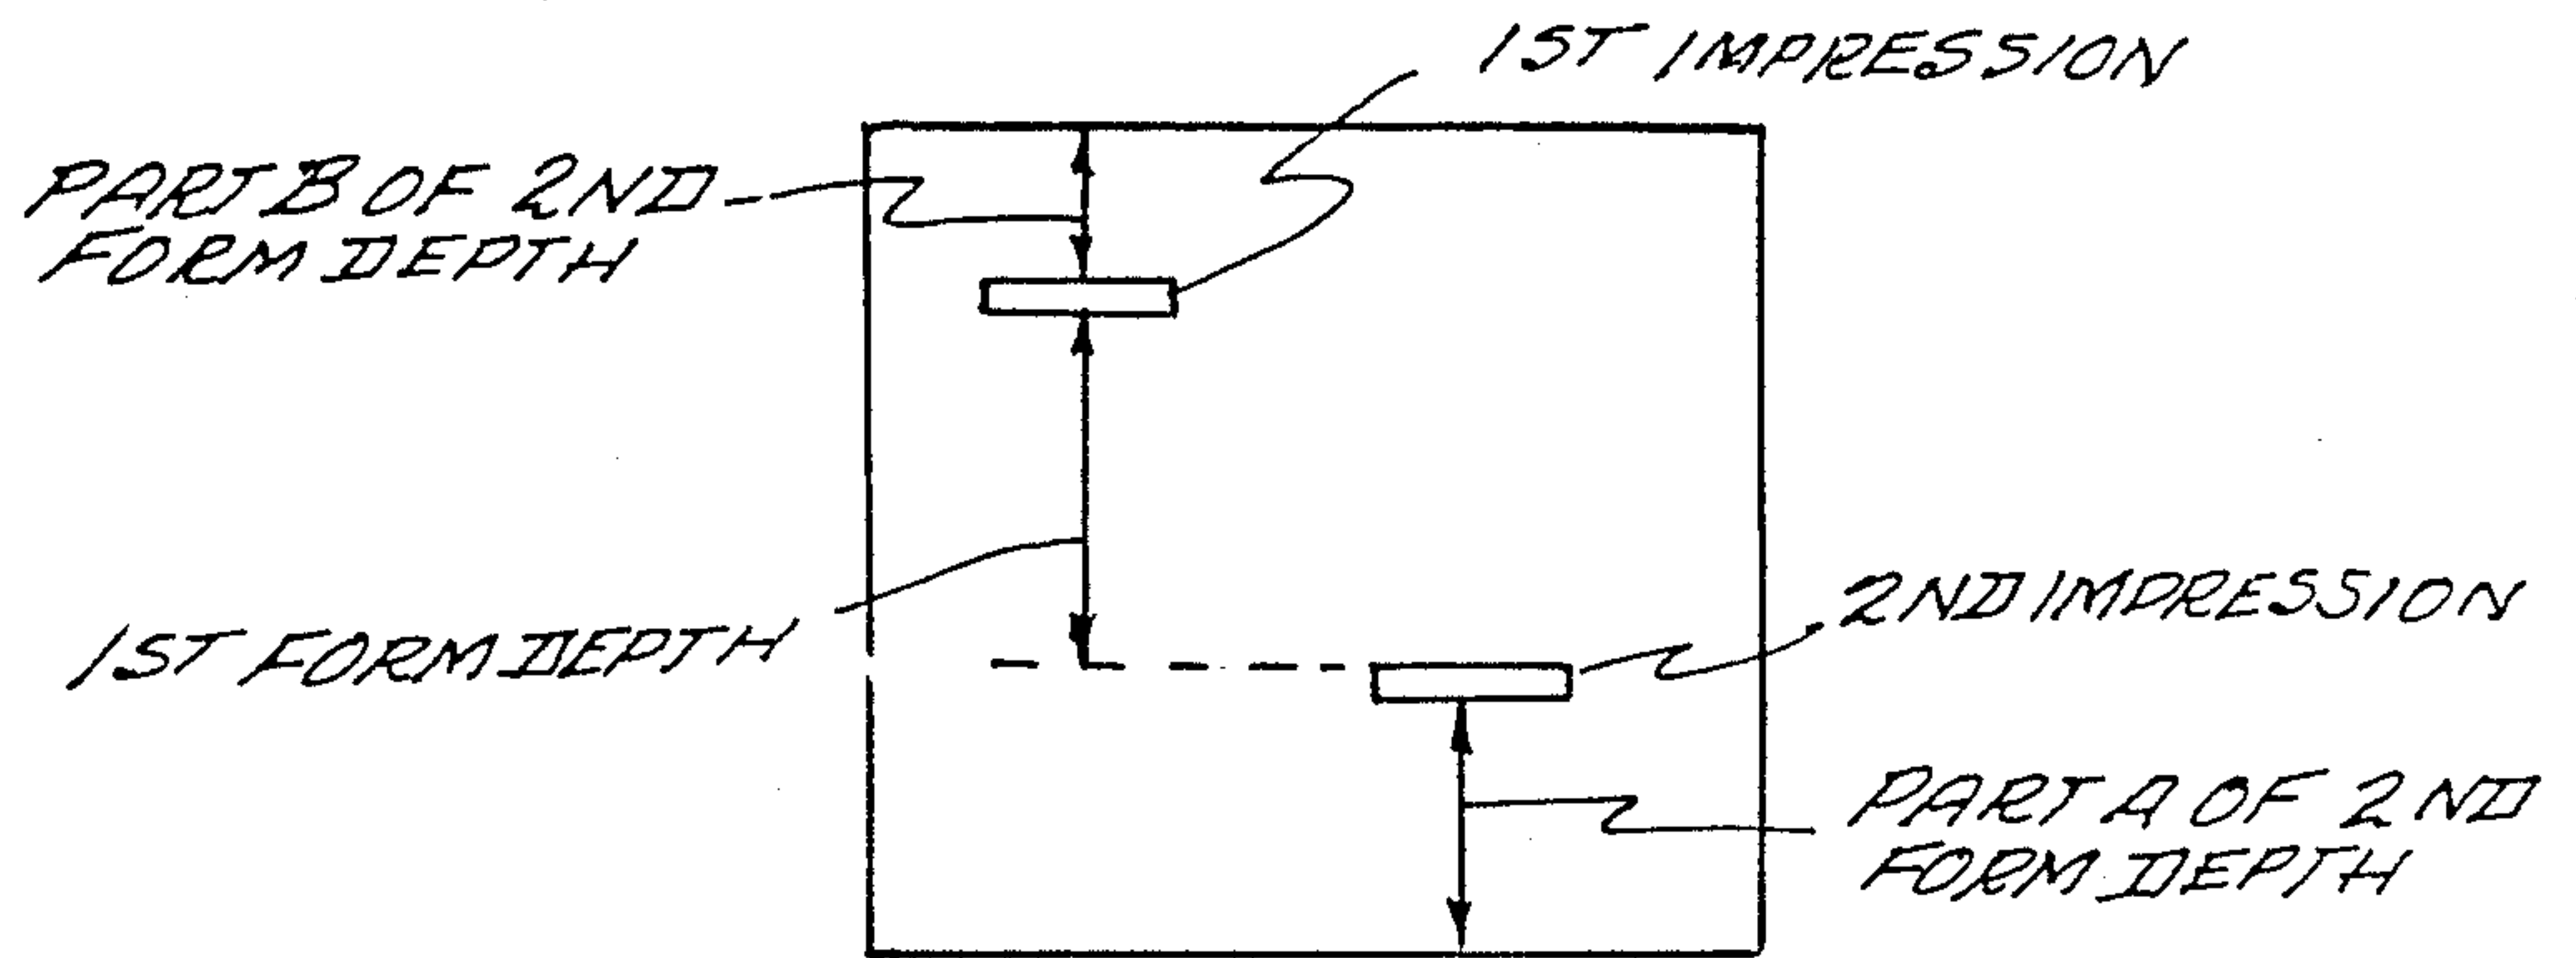 1ST IMPRESSION
PART B OF 2ND
FORM DEPTH
1ST FORM DEPTH
2ND IMPRESSION
PART A OF 2ND
FORM DEPTH